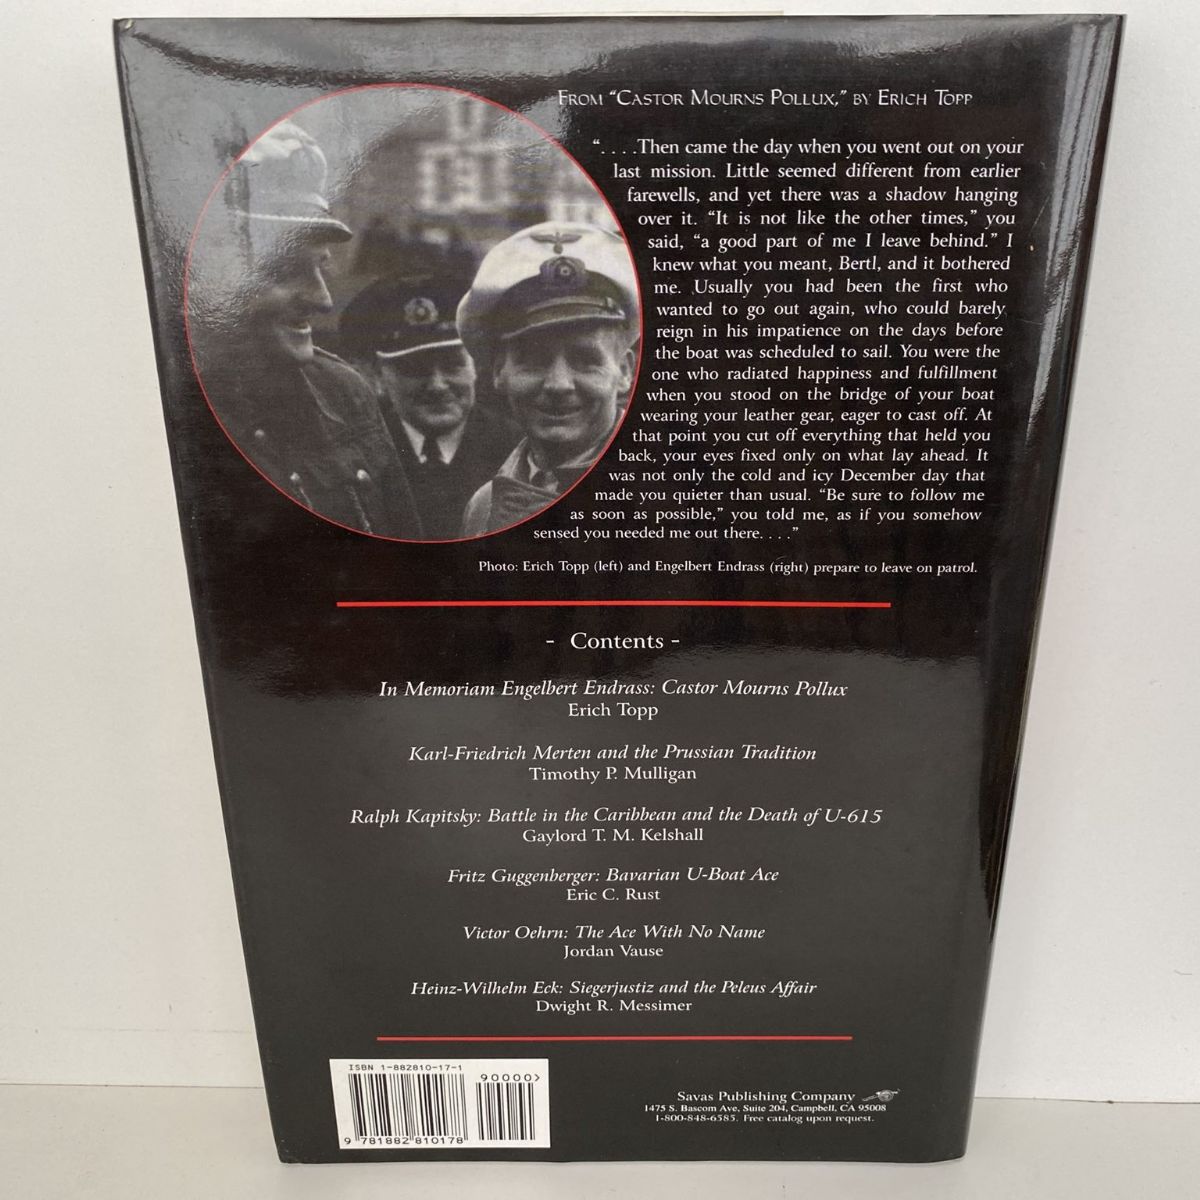 FROM "CASTOR MOURNS POLLUX," BY ERICH TOPP
". . . .Then came the day when you went out on your
last mission. Little seemed different from earlier
farewells, and yet there was a shadow hanging
over it. "It is not like the other times," you
said, "a good part of me I leave behind." I
knew what you meant, Bertl, and it bothered
me. Usually you had been the first who
wanted to go out again, who could barely
reign in his impatience on the days before
the boat was scheduled to sail. You were the
one who radiated happiness and fulfillment
when you stood on the bridge of your boat
wearing your leather gear, eager to cast off. At
that point you cut off everything that held you
back, your eyes fixed only on what lay ahead. It
was not only the cold and icy December day that
made you quieter than usual. "Be sure to follow me
as soon as possible," you told me, as if you somehow
sensed you needed me out there. . . ."
Photo: Erich Topp (left) and Engelbert Endrass (right) prepare to leave on patrol.
- Contents -
In Memoriam Engelbert Endrass: Castor Mourns Pollux
Erich Topp
Karl-Friedrich Merten and the Prussian Tradition
Timothy P. Mulligan
Ralph Kapitsky: Battle in the Caribbean and the Death of U-615
Gaylord T. M. Kelshall
Fritz Guggenberger: Bavarian U-Boat Ace
Eric C. Rust
Victor Oehrn: The Ace With No Name
Jordan Vause
Heinz-Wilhelm Eck: Siegerjustiz and the Peleus Affair
Dwight R. Messimer
ISBN 1-882810-17-1
90000>
9 781882 810178
Savas Publishing Company
1475 S. Bascom Ave, Suite 204, Campbell, CA 95008
1-800-848-6585. Free catalog upon request.